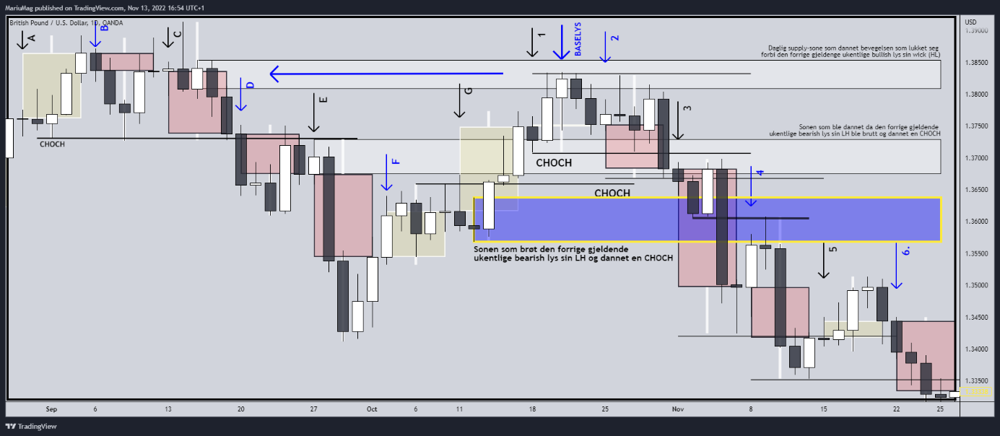 MariuMag published on TradingView.com, Nov 13, 2022 16:54 UTC+1
British Pound / U.S. Dollar, 1D, OANDA
USD
A
B
C
D
E
F
G
1
BASELYS
2
3
4
5
6.
Daglig supply-sone som dannet bevegelsen som lukket seg
forbi den forrige gjeldenge ukentlige bullish lys sin wick (HL)
Sonen som ble dannet da den forrige gjeldende
ukentlige bearish lys sin LH ble brutt og dannet en CHOCH
CHOCH
CHOCH
CHOCH
Sonen som brøt den forrige gjeldende
ukentlige bearish lys sin LH og dannet en CHOCH
1.39000
1.38500
1.38000
1.37500
1.37000
1.36500
1.36000
1.35500
1.35000
1.34500
1.34000
1.33500
Sep
6
13
20
27
Oct
6
11
18
25
Nov
8
15
22
25
TradingView